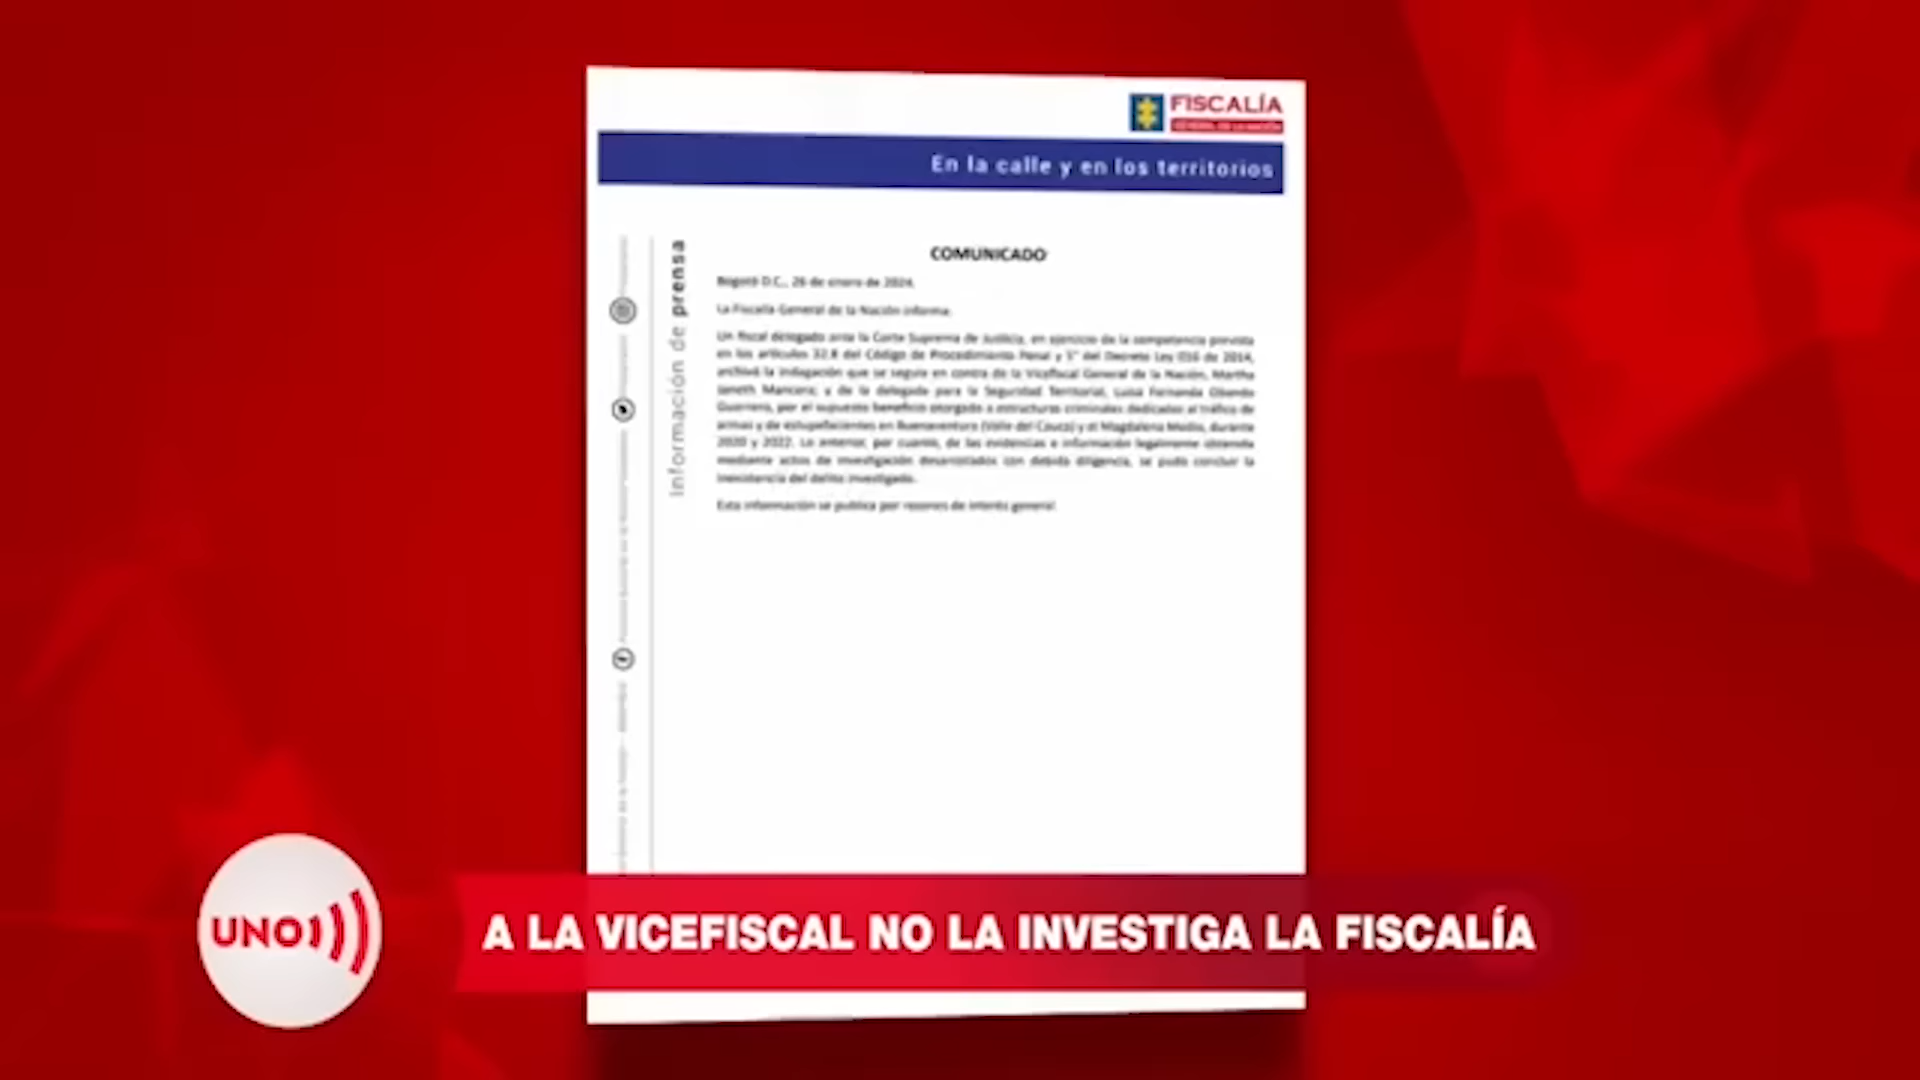 FISCALÍA
GENERAL DE LA NACIÓN
En la calle y en los territorios
Información de prensa
COMUNICADO
Bogotá D.C., 26 de enero de 2024.
La Fiscalía General de la Nación informa:
Un fiscal delegado ante la Corte Suprema de Justicia, en ejercicio de la competencia prevista
en los artículos 32.8 del Código de Procedimiento Penal y 5° del Decreto Ley 016 de 2014,
archivó la indagación que se seguía en contra de la Vicefiscal General de la Nación, Martha
Janeth Mancera; y de la delegada para la Seguridad Territorial, Luisa Fernanda Obando
Guerrero, por el supuesto beneficio otorgado a estructuras criminales dedicadas al tráfico de
armas y de estupefacientes en Buenaventura (Valle del Cauca) y el Magdalena Medio, durante
2020 y 2022. Lo anterior, por cuanto, de las evidencias e información legalmente obtenida
mediante actos de investigación desarrollados con debida diligencia, se pudo concluir la
inexistencia del delito investigado.
Esta información se publica por razones de interés general.
UNO
A LA VICEFISCAL NO LA INVESTIGA LA FISCALÍA